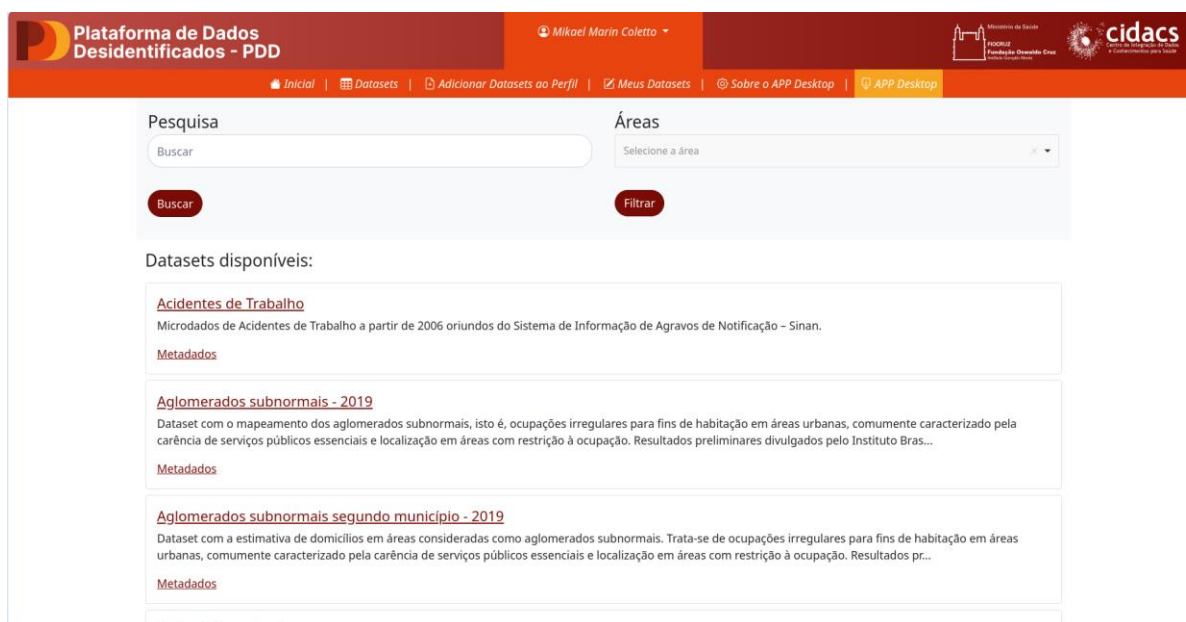 Plataforma de Dados
Desidentificados - PDD
Mikael Marin Coletto
Ministério da Saúde
FIOCRUZ
Fundação Oswaldo Cruz
Instituto Gonçalo Moniz
cidacs
Centro de Integração de Dados
e Conhecimentos para Saúde
Inicial | Datasets | Adicionar Datasets ao Perfil | Meus Datasets | Sobre o APP Desktop | APP Desktop
Pesquisa
Buscar
Buscar
Áreas
Selecione a área
Filtrar
Datasets disponíveis:
Acidentes de Trabalho
Microdados de Acidentes de Trabalho a partir de 2006 oriundos do Sistema de Informação de Agravos de Notificação – Sinan.
Metadados
Aglomerados subnormais - 2019
Dataset com o mapeamento dos aglomerados subnormais, isto é, ocupações irregulares para fins de habitação em áreas urbanas, comumente caracterizado pela
carência de serviços públicos essenciais e localização em áreas com restrição à ocupação. Resultados preliminares divulgados pelo Instituto Bras...
Metadados
Aglomerados subnormais segundo município - 2019
Dataset com a estimativa de domicílios em áreas consideradas como aglomerados subnormais. Trata-se de ocupações irregulares para fins de habitação em áreas
urbanas, comumente caracterizado pela carência de serviços públicos essenciais e localização em áreas com restrição à ocupação. Resultados pr...
Metadados